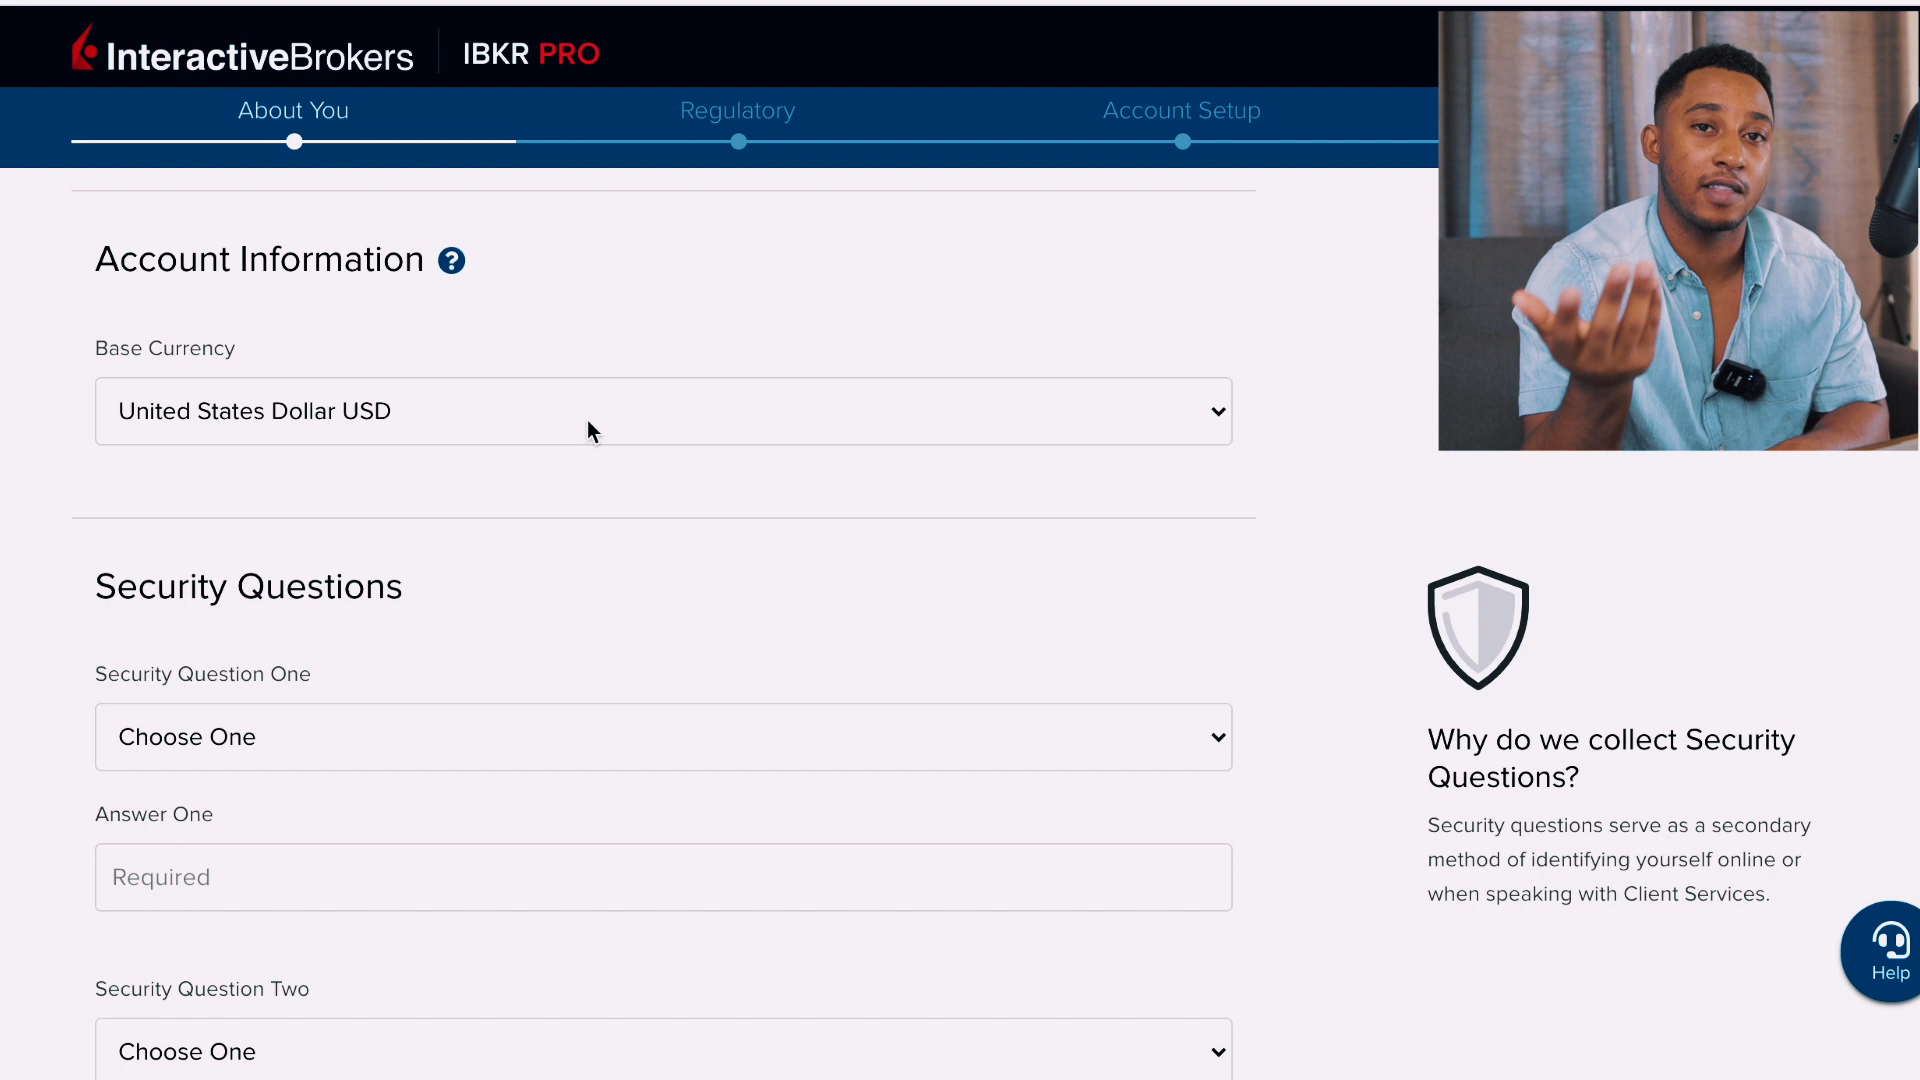 InteractiveBrokers | IBKR PRO
About You
Regulatory
Account Setup
Account Information ?
Base Currency
United States Dollar USD
Security Questions
Security Question One
Choose One
Answer One
Required
Security Question Two
Choose One
Why do we collect Security
Questions?
Security questions serve as a secondary
method of identifying yourself online or
when speaking with Client Services.
Help